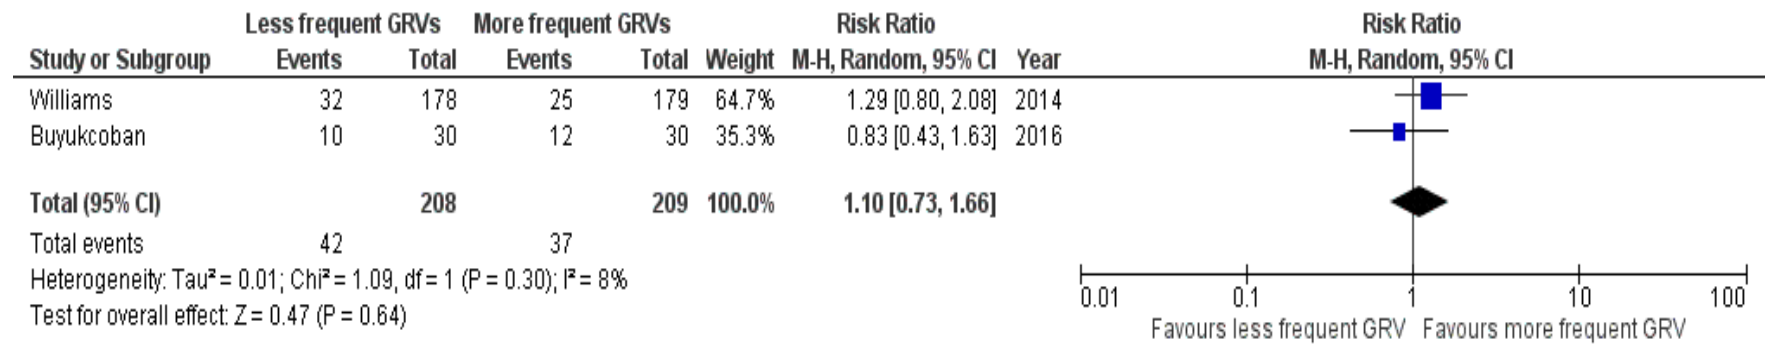 Less frequent GRVs More frequent GRVs Risk Ratio Risk Ratio
Study or Subgroup Events Total Events Total Weight M-H, Random, 95% CI Year M-H, Random, 95% CI
Williams 32 178 25 179 64.7% 1.29 [0.80, 2.08] 2014
Buyukcoban 10 30 12 30 35.3% 0.83 [0.43, 1.63] 2016
Total (95% CI) 208 209 100.0% 1.10 [0.73, 1.66]
Total events 42 37
Heterogeneity: Tau² = 0.01; Chi² = 1.09, df = 1 (P = 0.30); I² = 8%
Test for overall effect: Z = 0.47 (P = 0.64)
0.01 0.1 1 10 100
Favours less frequent GRV Favours more frequent GRV